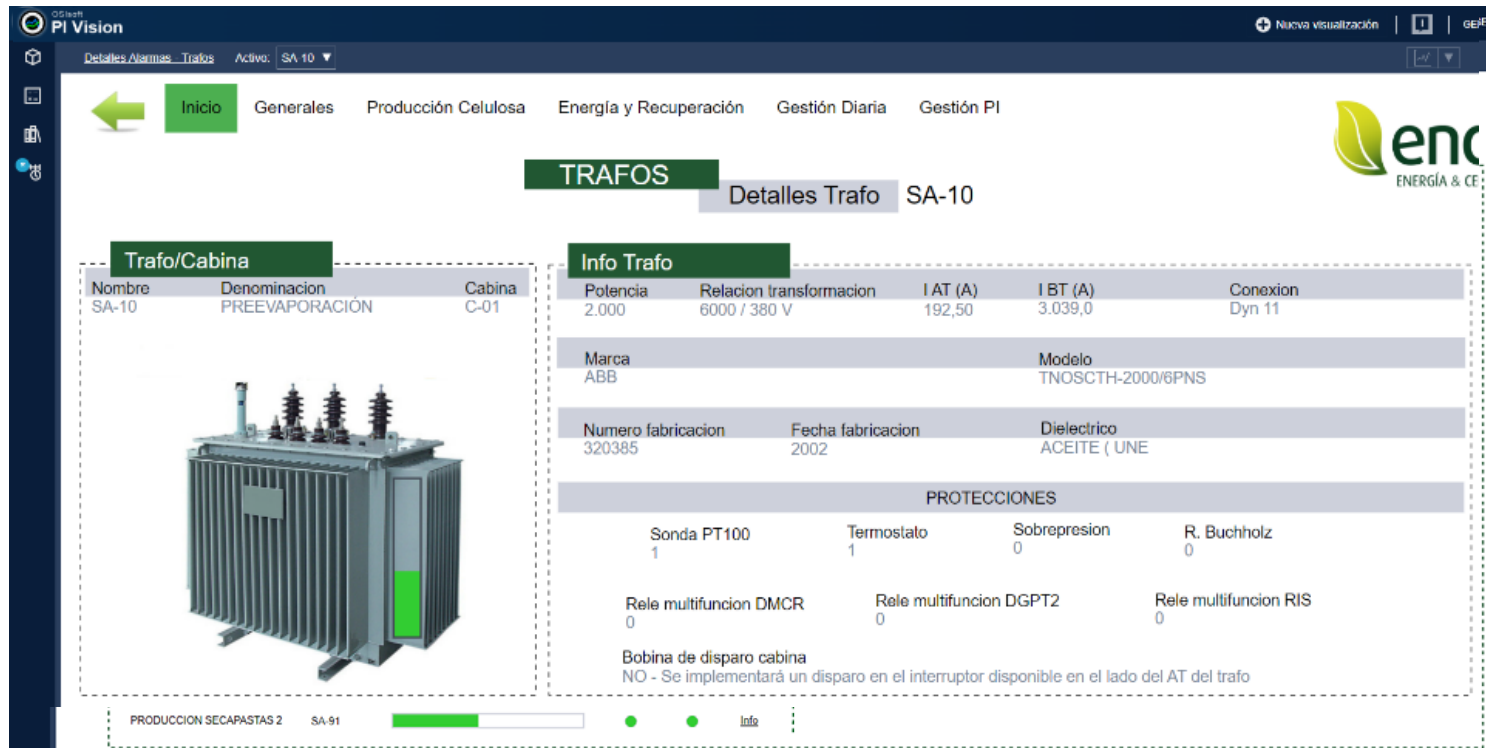 OSIsoft
PI Vision
Nueva visualización
Detalles Alarmas_Trafos Activo: SA 10
Inicio Generales Producción Celulosa Energía y Recuperación Gestión Diaria Gestión PI
enc
ENERGÍA & CE
TRAFOS
Detalles Trafo SA-10
Trafo/Cabina
Nombre Denominacion Cabina
SA-10 PREEVAPORACIÓN C-01
Info Trafo
Potencia Relacion transformacion I AT (A) I BT (A) Conexion
2.000 6000 / 380 V 192,50 3.039,0 Dyn 11
Marca Modelo
ABB TNOSCTH-2000/6PNS
Numero fabricacion Fecha fabricacion Dielectrico
320385 2002 ACEITE ( UNE
PROTECCIONES
Sonda PT100 Termostato Sobrepresion R. Buchholz
1 1 0 0
Rele multifuncion DMCR Rele multifuncion DGPT2 Rele multifuncion RIS
0 0 0
Bobina de disparo cabina
NO - Se implementará un disparo en el interruptor disponible en el lado del AT del trafo
PRODUCCION SECAPASTAS 2 SA-91 Info